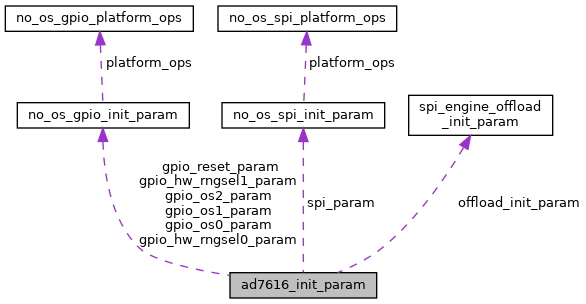 no_os_gpio_platform_ops
no_os_spi_platform_ops
platform_ops
platform_ops
no_os_gpio_init_param
no_os_spi_init_param
spi_engine_offload
_init_param
gpio_reset_param
gpio_hw_rngsel1_param
gpio_os2_param
gpio_os1_param
gpio_os0_param
gpio_hw_rngsel0_param
spi_param
offload_init_param
ad7616_init_param